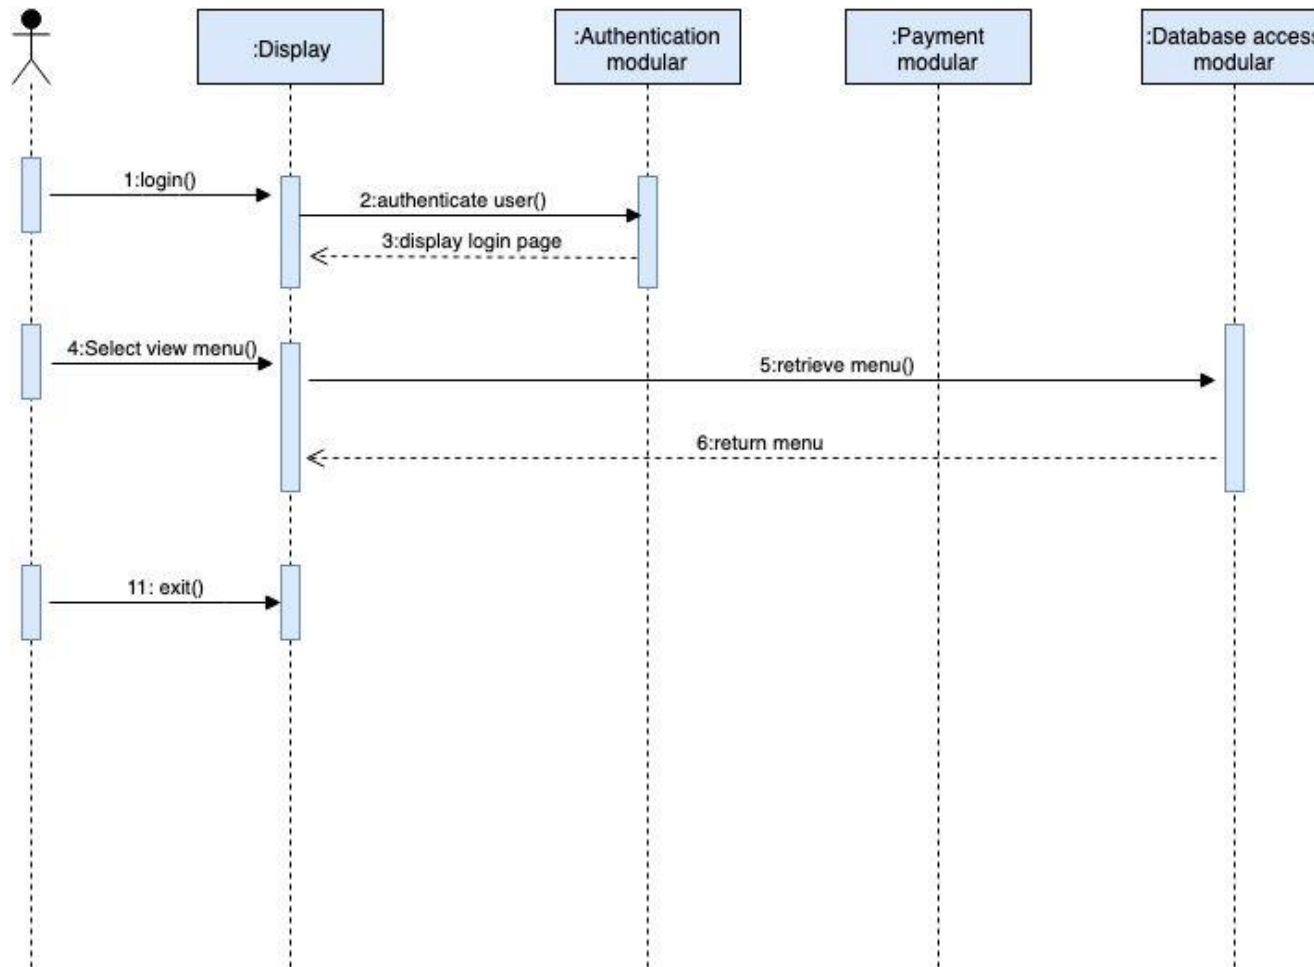 :Display
:Authentication
modular
:Payment
modular
:Database access
modular
1:login()
2:authenticate user()
3:display login page
4:Select view menu()
5:retrieve menu()
6:return menu
11: exit()